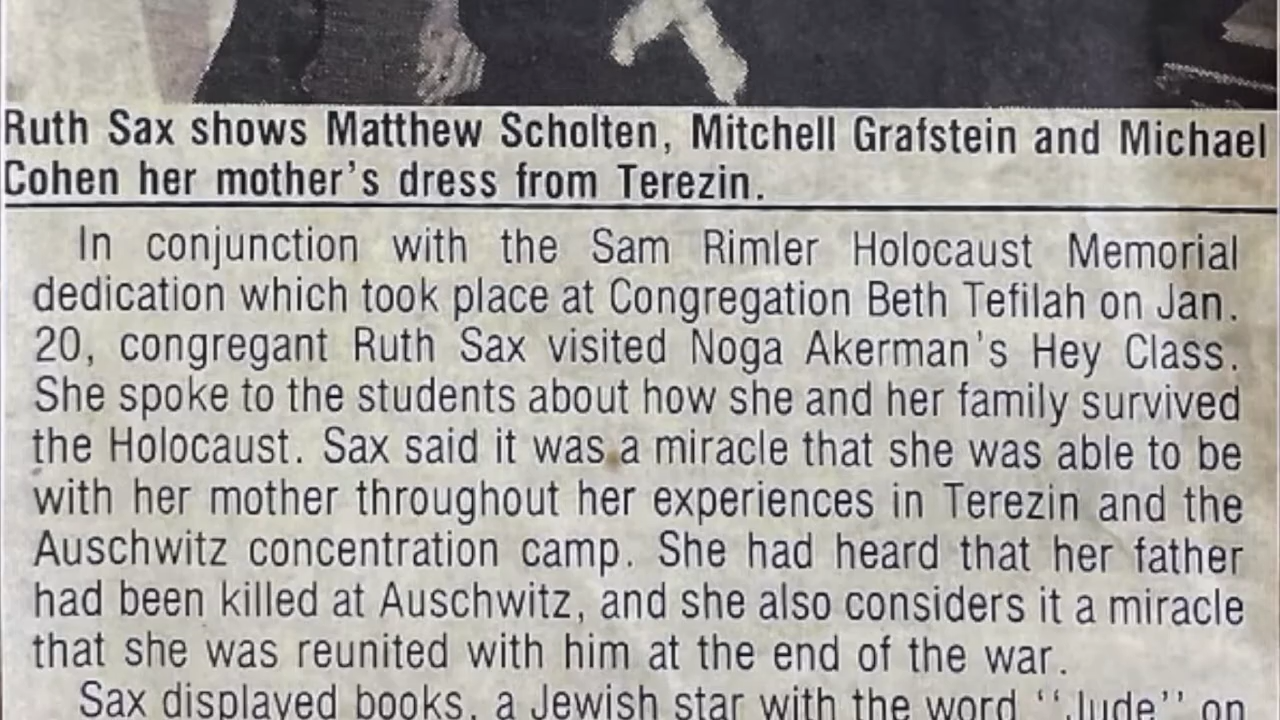 Ruth Sax shows Matthew Scholten, Mitchell Grafstein and Michael
Cohen her mother's dress from Terezin.
In conjunction with the Sam Rimler Holocaust Memorial
dedication which took place at Congregation Beth Tefilah on Jan.
20, congregant Ruth Sax visited Noga Akerman's Hey Class.
She spoke to the students about how she and her family survived
the Holocaust. Sax said it was a miracle that she was able to be
with her mother throughout her experiences in Terezin and the
Auschwitz concentration camp. She had heard that her father
had been killed at Auschwitz, and she also considers it a miracle
that she was reunited with him at the end of the war.
Sax displayed books, a Jewish star with the word ‘‘Jude’’ on